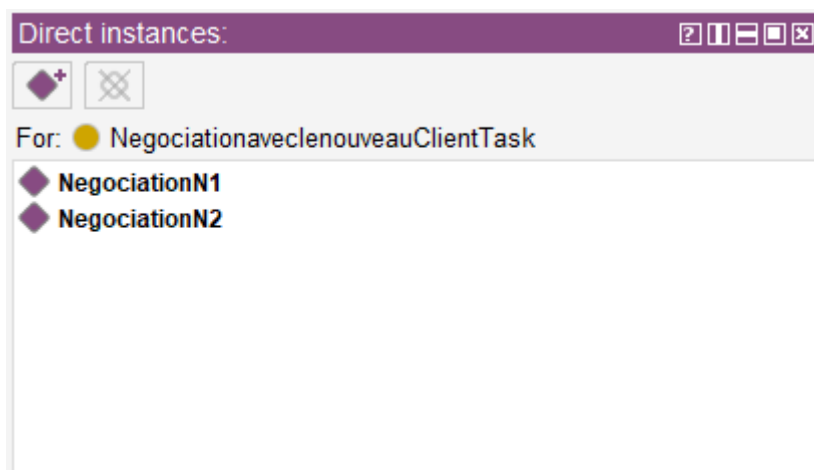 Direct instances:
For: NegociationaveclenouveauClientTask
NegociationN1
NegociationN2